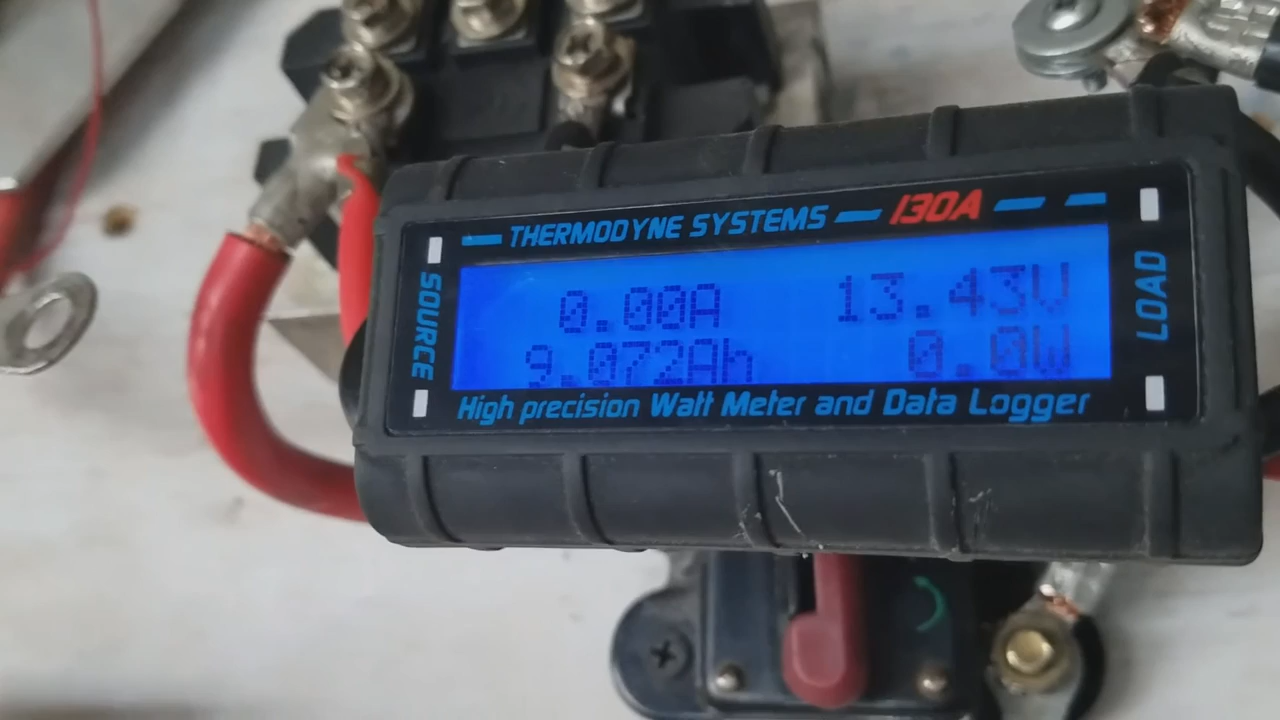 THERMODYNE SYSTEMS 130A
SOURCE
0.00A 13.43V
9.072Ah 0.0W
LOAD
High precision Watt Meter and Data Logger